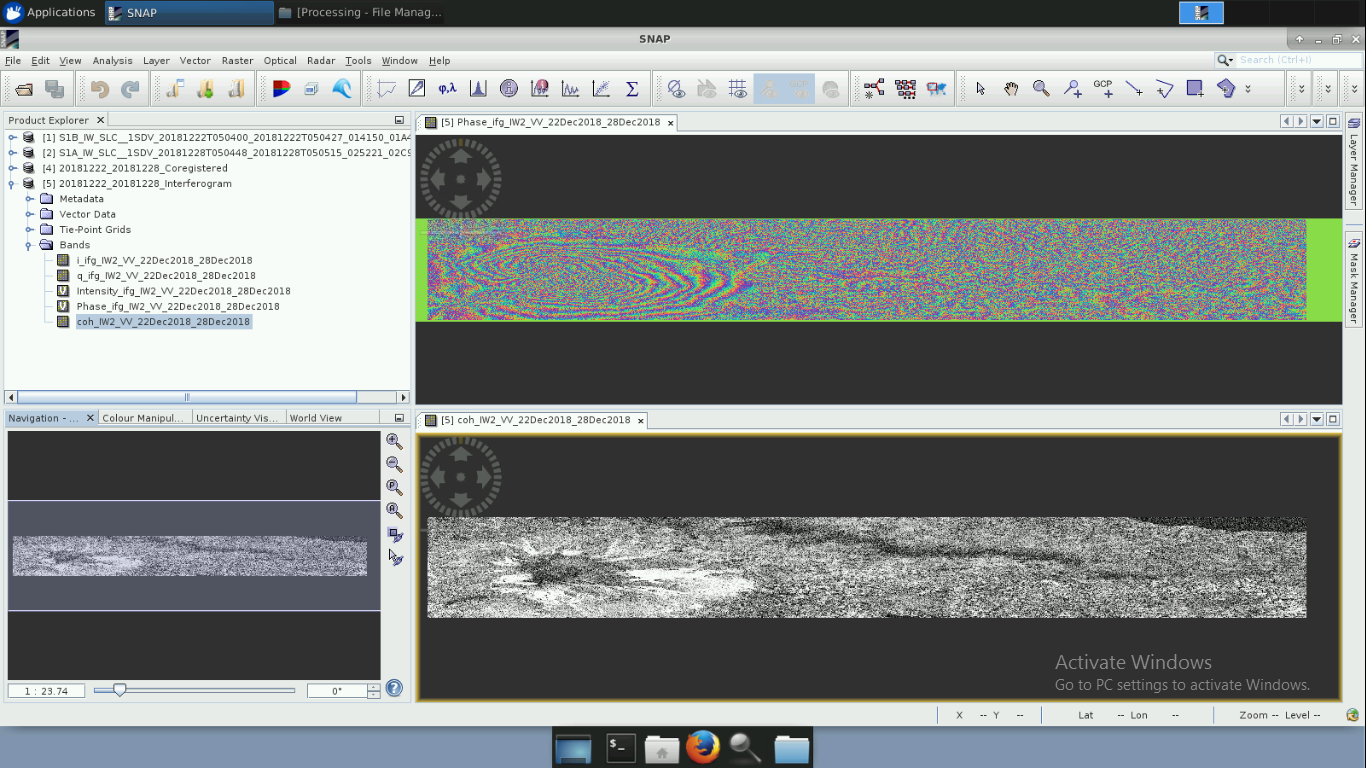 Applications SNAP [Processing - File Manag...
SNAP
File Edit View Analysis Layer Vector Raster Optical Radar Tools Window Help Search (Ctrl+I)
φ,λ Σ GCP
Product Explorer
[1] S1B_IW_SLC__1SDV_20181222T050400_20181222T050427_014150_01A4
[2] S1A_IW_SLC__1SDV_20181228T050448_20181228T050515_025221_02C9
[4] 20181222_20181228_Coregistered
[5] 20181222_20181228_Interferogram
Metadata
Vector Data
Tie-Point Grids
Bands
i_ifg_IW2_VV_22Dec2018_28Dec2018
q_ifg_IW2_VV_22Dec2018_28Dec2018
Intensity_ifg_IW2_VV_22Dec2018_28Dec2018
Phase_ifg_IW2_VV_22Dec2018_28Dec2018
coh_IW2_VV_22Dec2018_28Dec2018
[5] Phase_ifg_IW2_VV_22Dec2018_28Dec2018
Layer Manager
Mask Manager
Navigation - ... Colour Manipul... Uncertainty Vis... World View
1 : 23.74 0°
[5] coh_IW2_VV_22Dec2018_28Dec2018
Activate Windows
Go to PC settings to activate Windows.
X -- Y -- Lat -- Lon -- Zoom -- Level --
$_